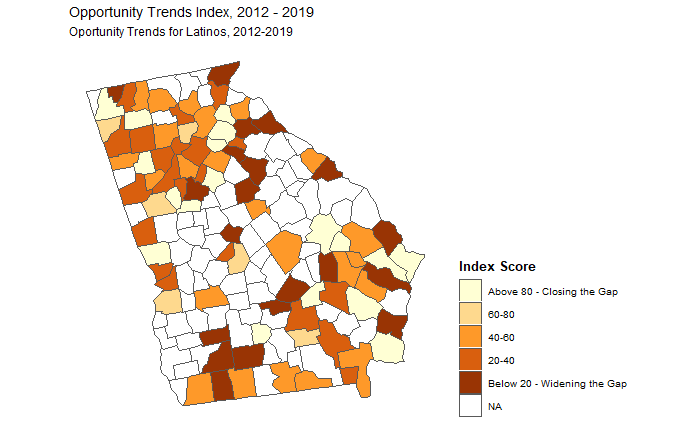 Opportunity Trends Index, 2012 - 2019
Oportunity Trends for Latinos, 2012-2019
Index Score
Above 80 - Closing the Gap
60-80
40-60
20-40
Below 20 - Widening the Gap
NA